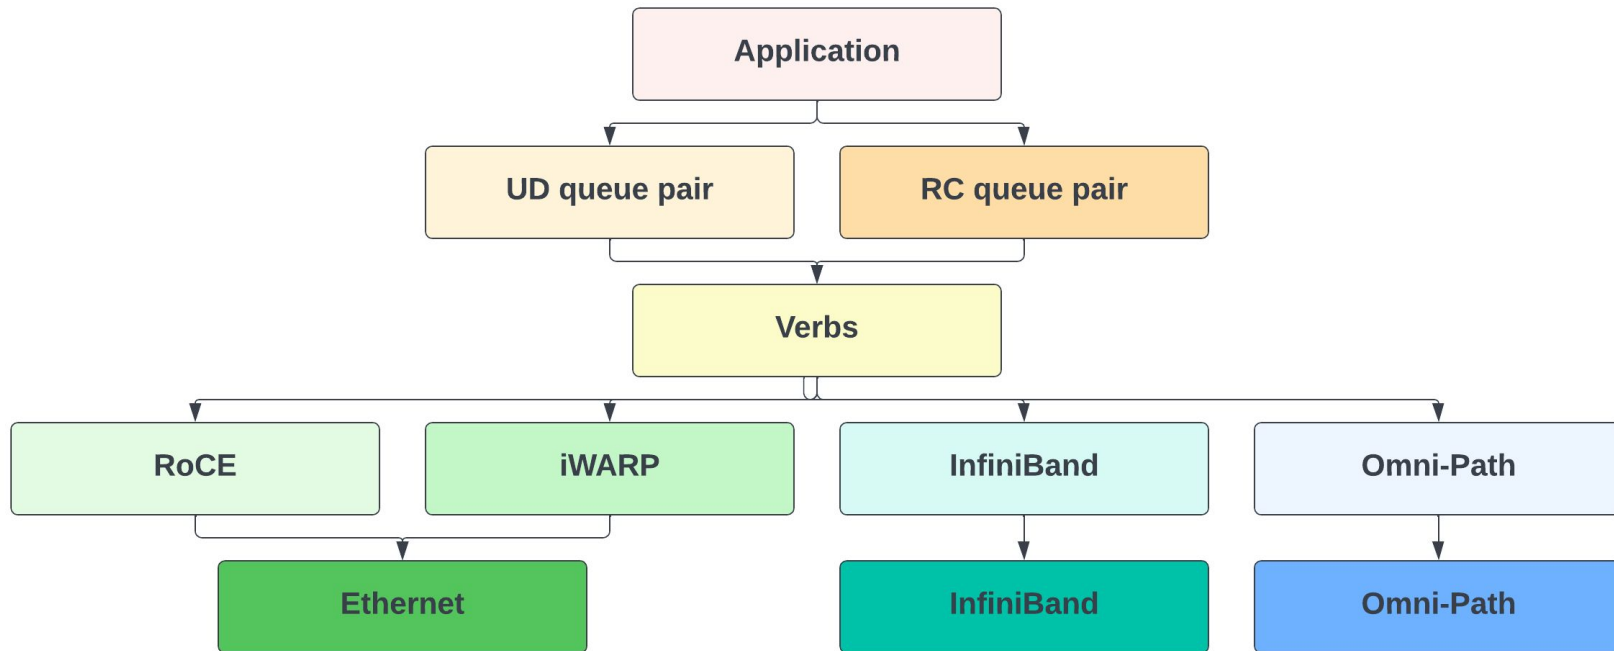 Application
UD queue pair
RC queue pair
Verbs
RoCE
iWARP
InfiniBand
Omni-Path
Ethernet
InfiniBand
Omni-Path